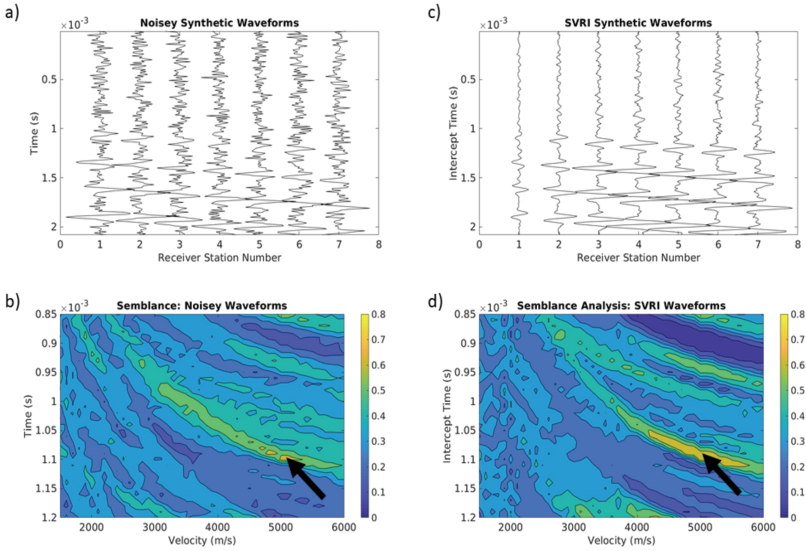 a)
Noisey Synthetic Waveforms
×10⁻³
0.5
1
1.5
2
Time (s)
0 1 2 3 4 5 6 7 8
Receiver Station Number
c)
SVRI Synthetic Waveforms
×10⁻³
0.5
1
1.5
2
Intercept Time (s)
0 1 2 3 4 5 6 7 8
Receiver Station Number
b)
Semblance: Noisey Waveforms
×10⁻³
0.85
0.9
0.95
1
1.05
1.1
1.15
1.2
Time (s)
2000 3000 4000 5000 6000
Velocity (m/s)
0.8
0.7
0.6
0.5
0.4
0.3
0.2
0.1
0
d)
Semblance Analysis: SVRI Waveforms
×10⁻³
0.85
0.9
0.95
1
1.05
1.1
1.15
1.2
Intercept Time (s)
2000 3000 4000 5000 6000
Velocity (m/s)
0.8
0.7
0.6
0.5
0.4
0.3
0.2
0.1
0